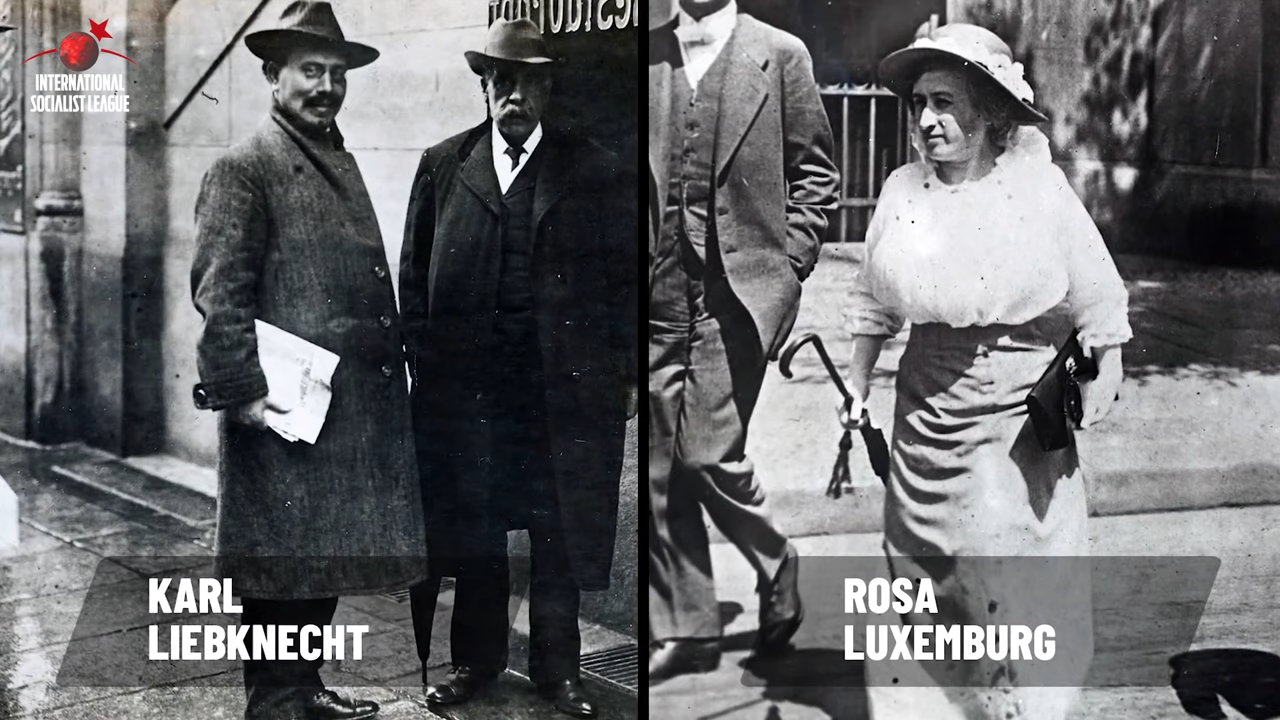 INTERNATIONAL
SOCIALIST LEAGUE
KARL
LIEBKNECHT
ROSA
LUXEMBURG